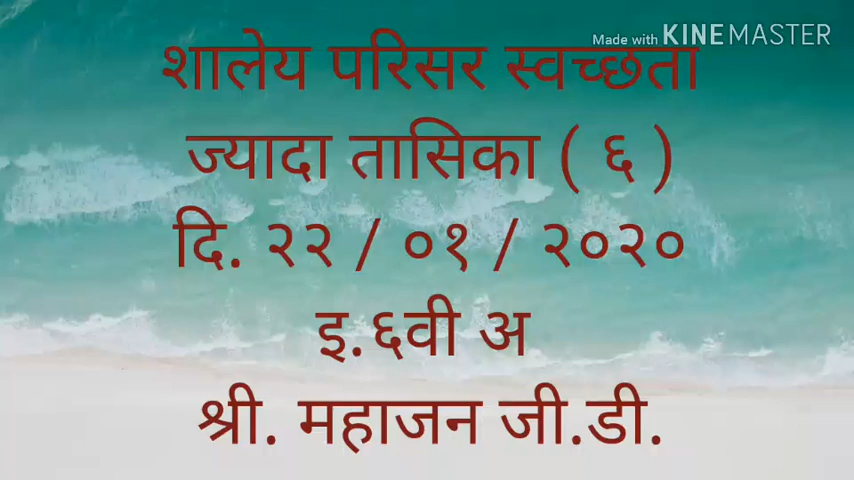 Made with KINEMASTER
शालेय परिसर स्वच्छता
ज्यादा तासिका ( ६ )
दि. २२ / ०१ / २०२०
इ.६वी अ
श्री. महाजन जी.डी.